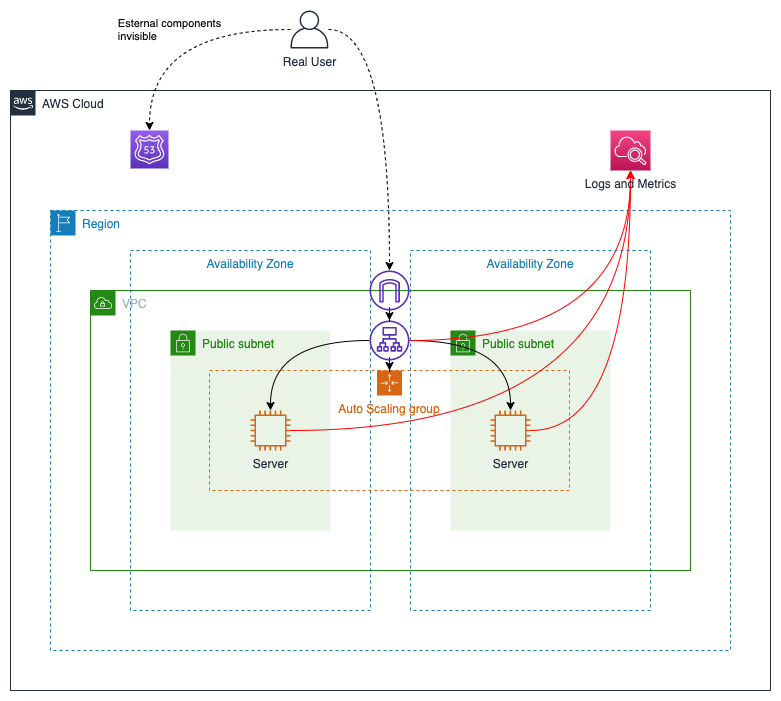 Esternal components
invisible
Real User
aws
AWS Cloud
53
Logs and Metrics
Region
Availability Zone
Availability Zone
VPC
Public subnet
Public subnet
Auto Scaling group
Server
Server